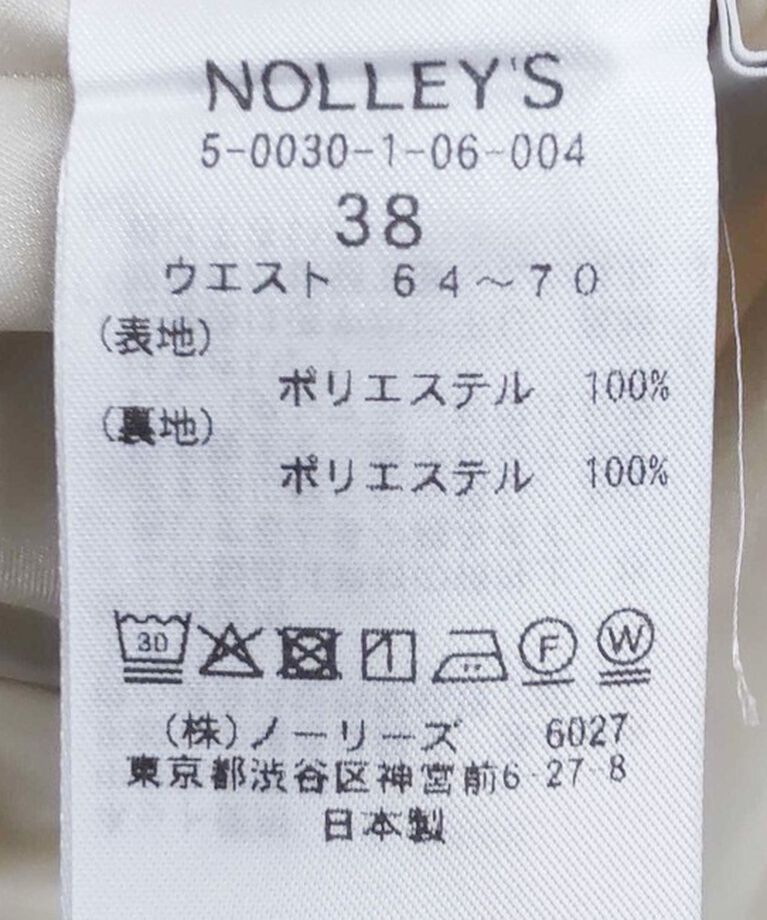 NOLLEY'S
5-0030-1-06-004
38
ウエスト 64～70
(表地)
ポリエステル 100%
(裏地)
ポリエステル 100%
30 F W
(株)ノーリーズ 6027
東京都渋谷区神宮前6-27-8
日本製